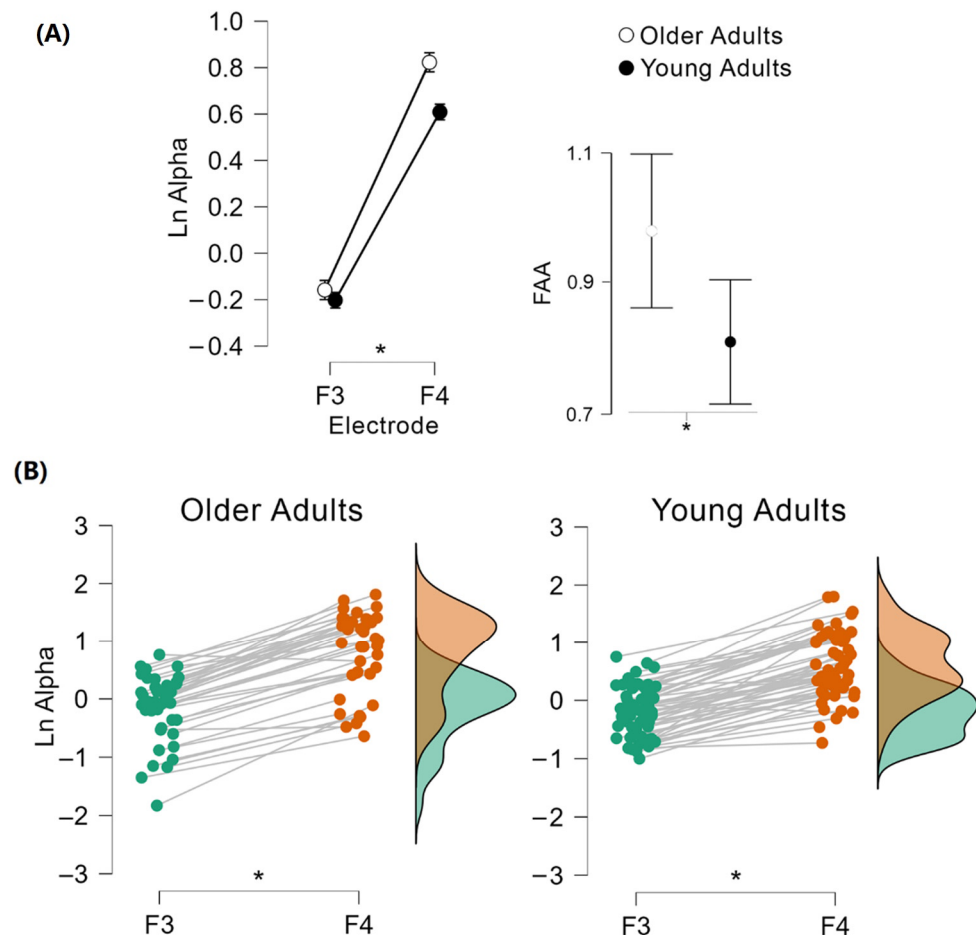 (A)
Older Adults
Young Adults
Ln Alpha
1.0
0.8
0.6
0.4
0.2
0.0
−0.2
−0.4
*
F3 F4
Electrode
FAA
1.1
0.9
0.7
*
(B)
Older Adults
Ln Alpha
3
2
1
0
−1
−2
−3
*
F3 F4
Young Adults
3
2
1
0
−1
−2
−3
*
F3 F4